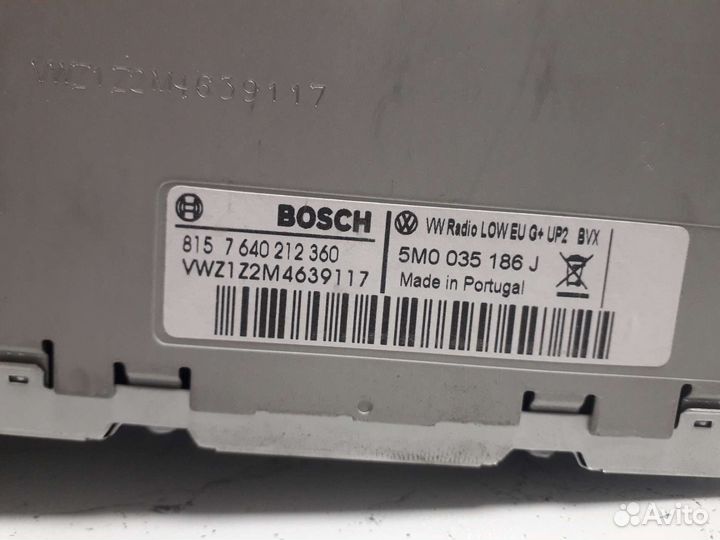 VWZ1Z2M4639117
BOSCH
VW Radio LOW EU G+ UP2 BVX
815 7 640 212 360
5M0 035 186 J
VWZ1Z2M4639117
Made in Portugal
Avito